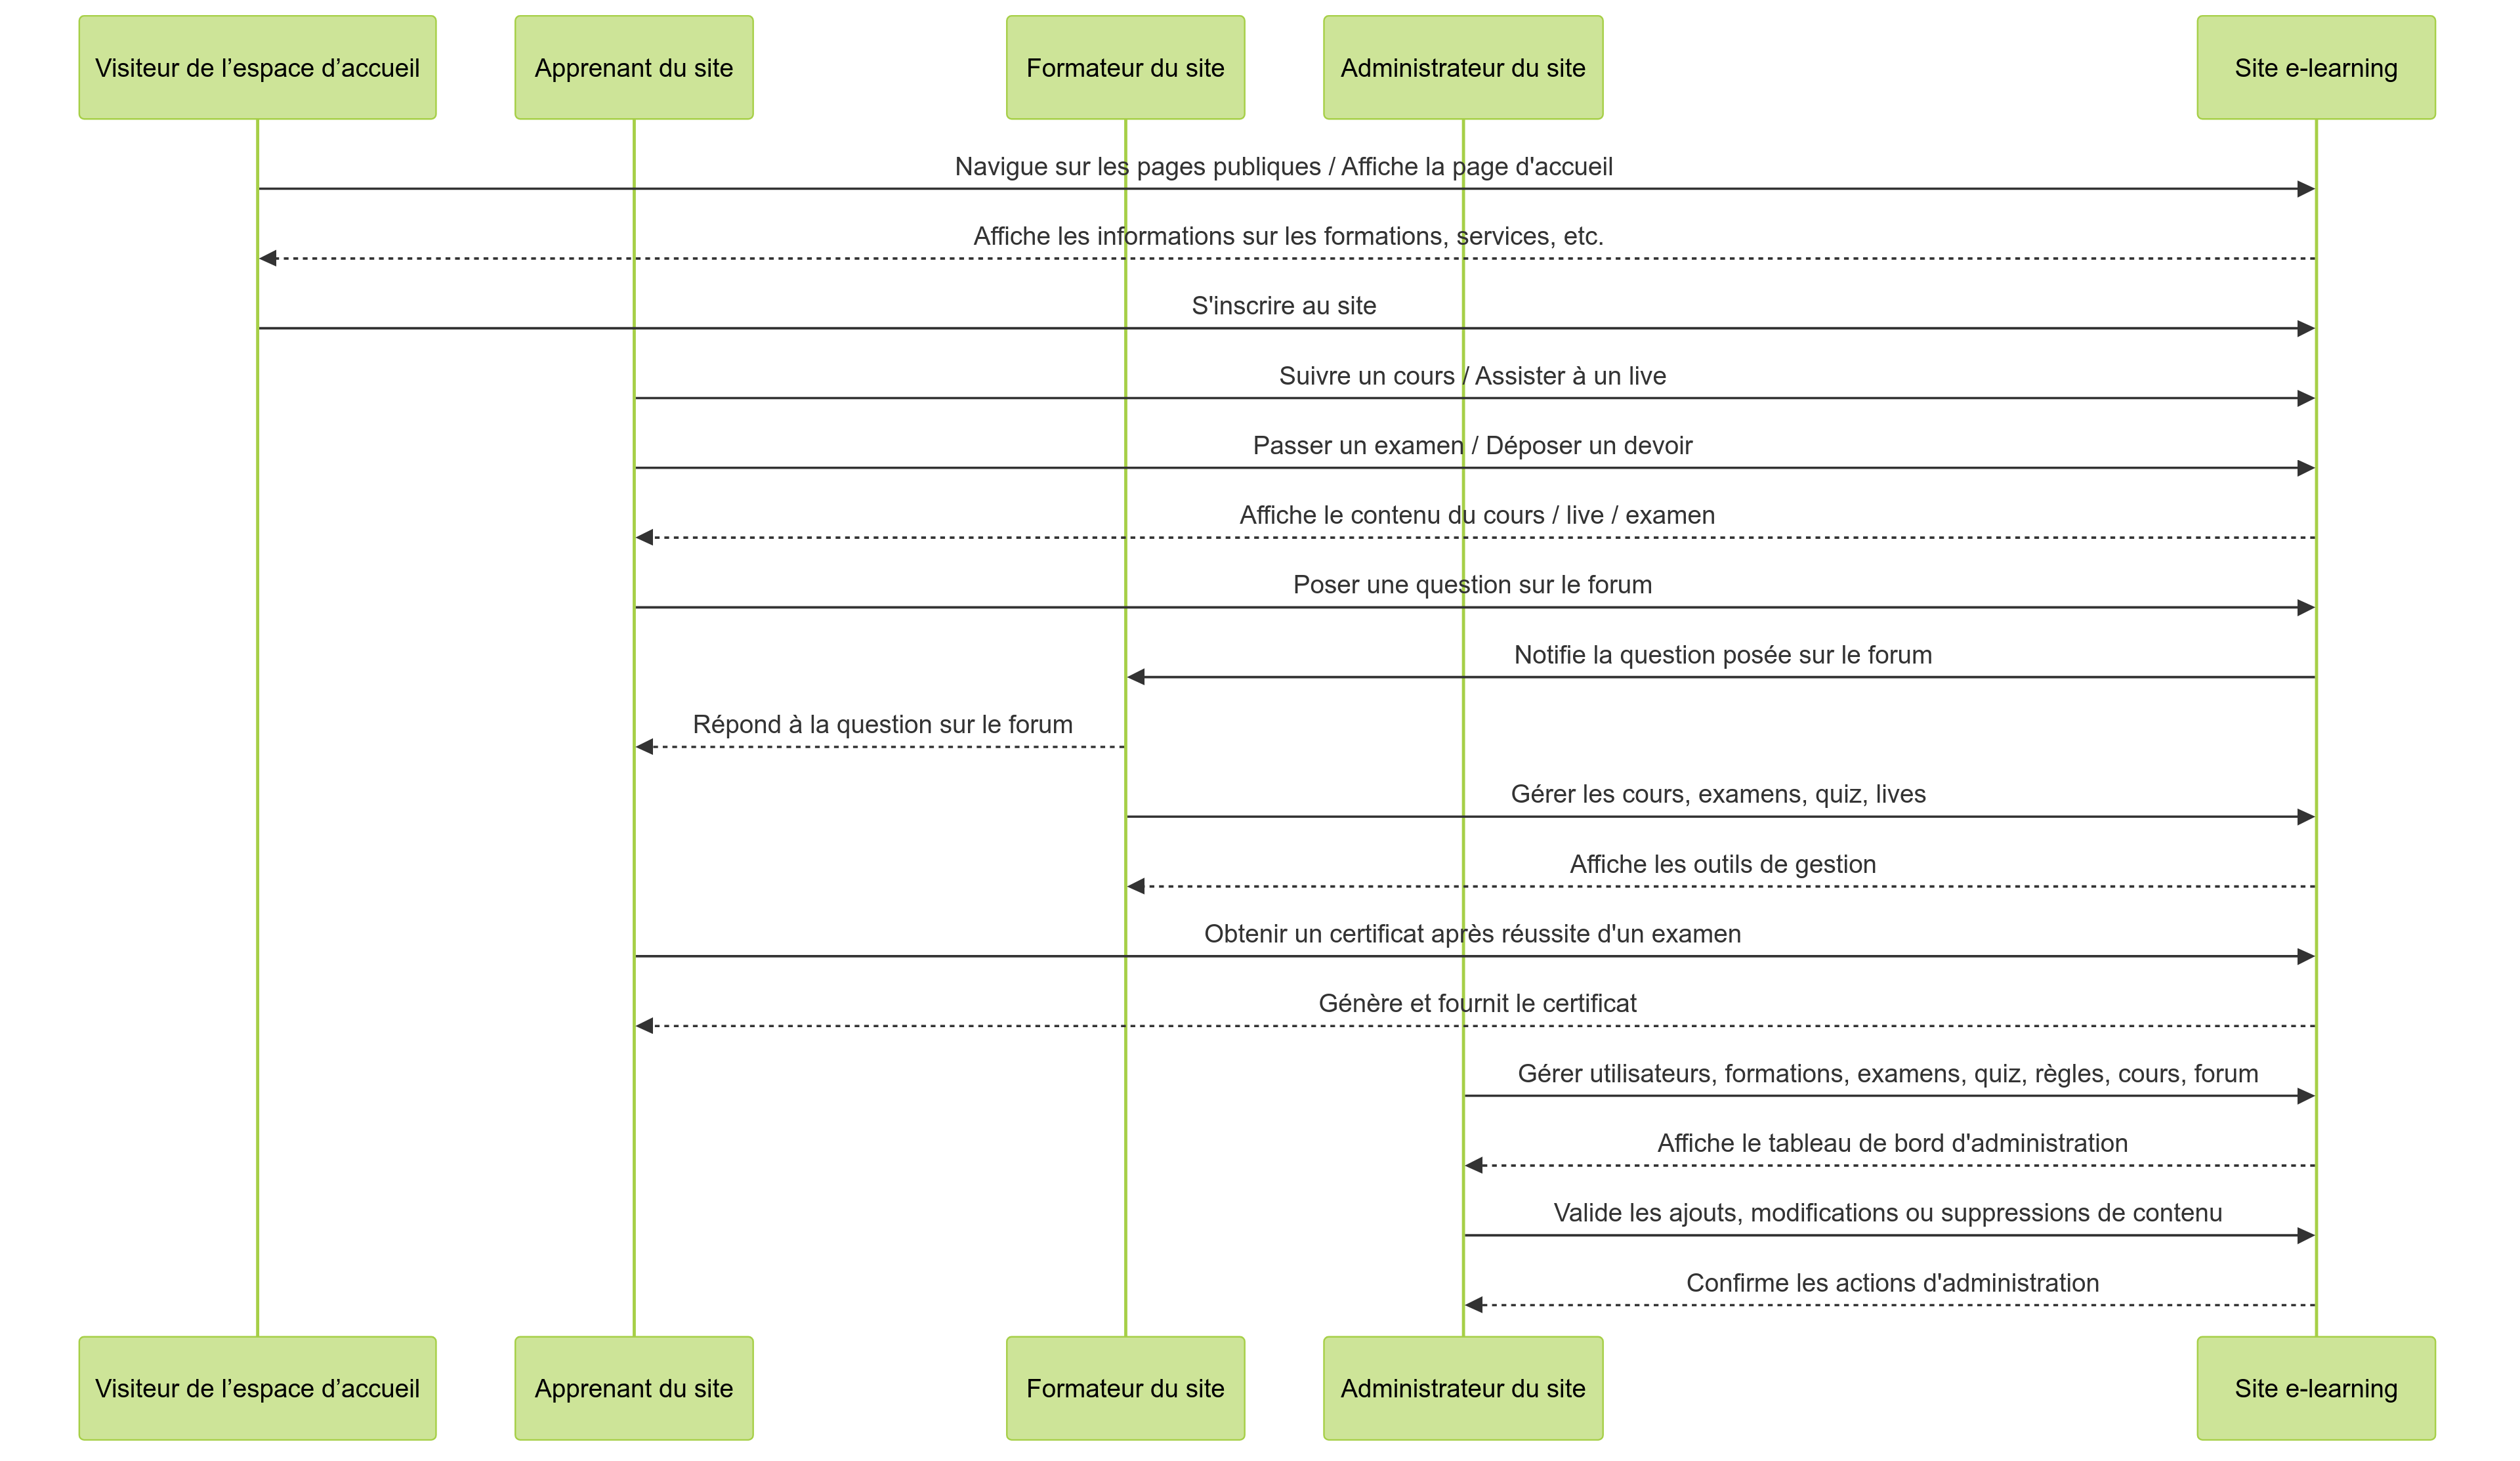 Visiteur de l’espace d’accueil
Apprenant du site
Formateur du site
Administrateur du site
Site e-learning
Navigue sur les pages publiques / Affiche la page d'accueil
Affiche les informations sur les formations, services, etc.
S'inscrire au site
Suivre un cours / Assister à un live
Passer un examen / Déposer un devoir
Affiche le contenu du cours / live / examen
Poser une question sur le forum
Notifie la question posée sur le forum
Répond à la question sur le forum
Gérer les cours, examens, quiz, lives
Affiche les outils de gestion
Obtenir un certificat après réussite d'un examen
Génère et fournit le certificat
Gérer utilisateurs, formations, examens, quiz, règles, cours, forum
Affiche le tableau de bord d'administration
Valide les ajouts, modifications ou suppressions de contenu
Confirme les actions d'administration
Visiteur de l’espace d’accueil
Apprenant du site
Formateur du site
Administrateur du site
Site e-learning